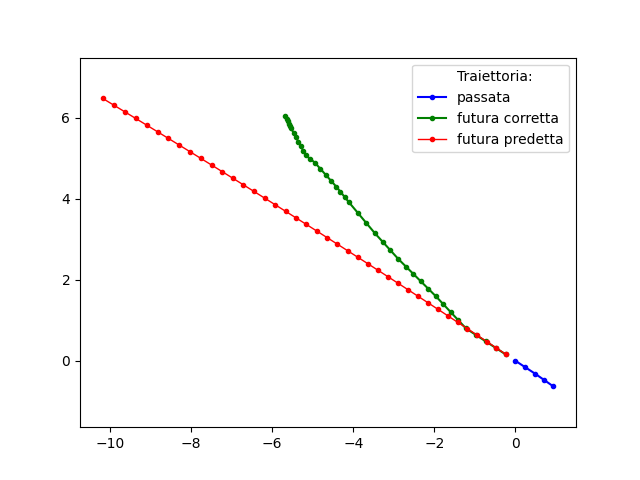 Traiettoria:
passata
futura corretta
futura predetta
6
4
2
0
−10 −8 −6 −4 −2 0